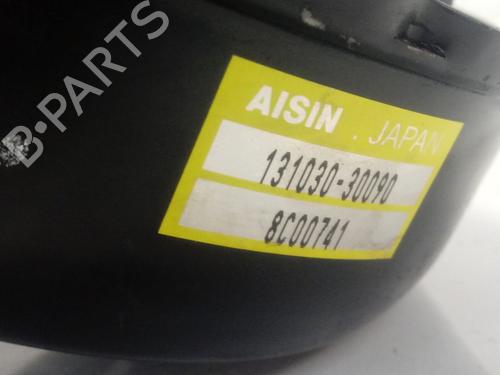 B-PARTS
AISIN . JAPAN
131030-30090
8C00741